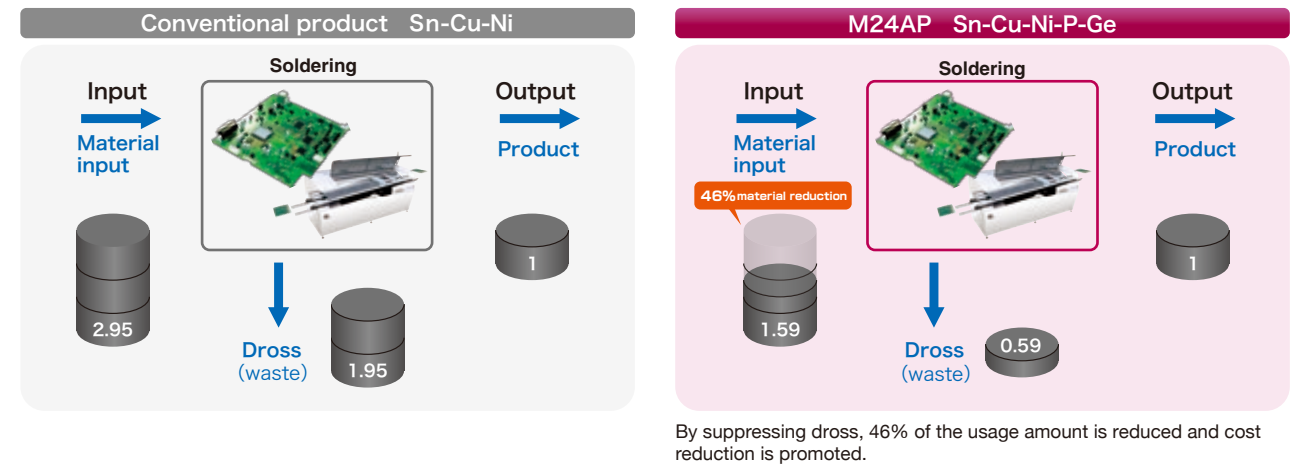 Conventional product Sn-Cu-Ni
Soldering
Input
Output
Material
input
Product
2.95
1
Dross
(waste)
1.95
M24AP Sn-Cu-Ni-P-Ge
Soldering
Input
Output
Material
input
Product
46% material reduction
1.59
1
Dross
(waste)
0.59
By suppressing dross, 46% of the usage amount is reduced and cost
reduction is promoted.